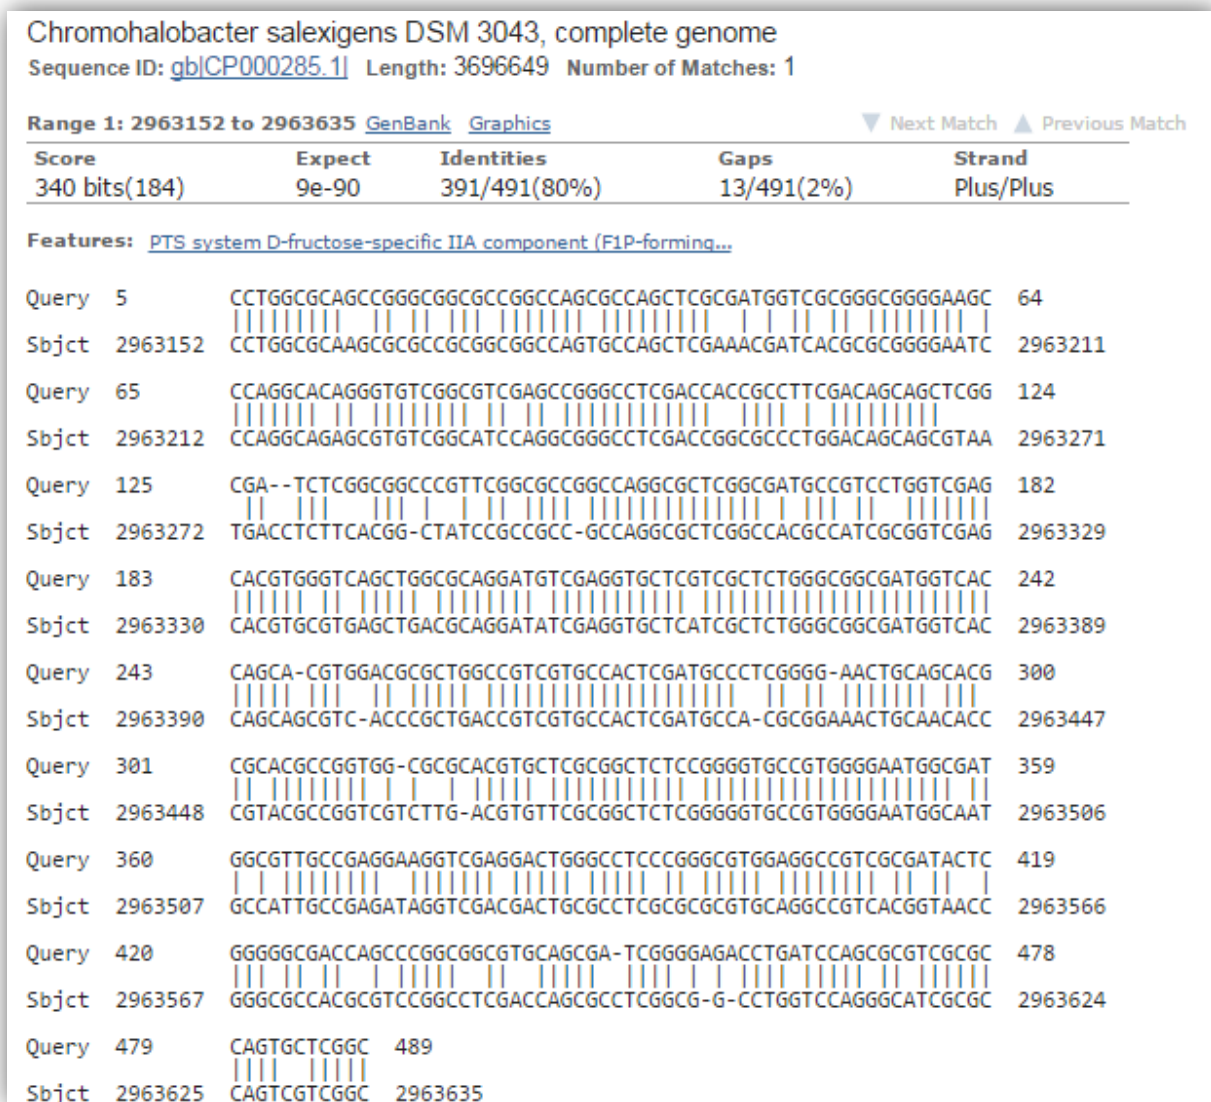 Chromohalobacter salexigens DSM 3043, complete genome
Sequence ID: gb|CP000285.1| Length: 3696649 Number of Matches: 1
Range 1: 2963152 to 2963635 GenBank Graphics ▼ Next Match ▲ Previous Match
Score Expect Identities Gaps Strand
340 bits(184) 9e-90 391/491(80%) 13/491(2%) Plus/Plus
Features: PTS system D-fructose-specific IIA component (F1P-forming...
Query 5 CCTGGCGCAGCCGGGCGGCGCCGGCCAGCGCCAGCTCGCGATGGTCGCGGGCGGGGAAGC 64
Sbjct 2963152 CCTGGCGCAAGCGCGCCGCGGCGGCCAGTGCCAGCTCGAAACGATCACGCGCGGGGAATC 2963211
Query 65 CCAGGCACAGGGTGTCGGCGTCGAGCCGGGCCTCGACCACCGCCTTCGACAGCAGCTCGG 124
Sbjct 2963212 CCAGGCAGAGCGTGTCGGCATCCAGGCGGGCCTCGACCGGCGCCCTGGACAGCAGCGTAA 2963271
Query 125 CGA--TCTCGGCGGCCCGTTCGGCGCCGGCCAGGCGCTCGGCGATGCCGTCCTGGTCGAG 182
Sbjct 2963272 TGACCTCTTCACGG-CTATCCGCCGCC-GCCAGGCGCTCGGCCACGCCATCGCGGTCGAG 2963329
Query 183 CACGTGGGTCAGCTGGCGCAGGATGTCGAGGTGCTCGTCGCTCTGGGCGGCGATGGTCAC 242
Sbjct 2963330 CACGTGCGTGAGCTGACGCAGGATATCGAGGTGCTCATCGCTCTGGGCGGCGATGGTCAC 2963389
Query 243 CAGCA-CGTGGACGCGCTGGCCGTCGTGCCACTCGATGCCCTCGGGG-AACTGCAGCACG 300
Sbjct 2963390 CAGCAGCGTC-ACCCGCTGACCGTCGTGCCACTCGATGCCA-CGCGGAAACTGCAACACC 2963447
Query 301 CGCACGCCGGTGG-CGCGCACGTGCTCGCGGCTCTCCGGGGTGCCGTGGGGAATGGCGAT 359
Sbjct 2963448 CGTACGCCGGTCGTCTTG-ACGTGTTCGCGGCTCTCGGGGGTGCCGTGGGGAATGGCAAT 2963506
Query 360 GGCGTTGCCGAGGAAGGTCGAGGACTGGGCCTCCCGGGCGTGGAGGCCGTCGCGATACTC 419
Sbjct 2963507 GCCATTGCCGAGATAGGTCGACGACTGCGCCTCGCGCGCGTGCAGGCCGTCACGGTAACC 2963566
Query 420 GGGGGCGACCAGCCCGGCGGCGTGCAGCGA-TCGGGGAGACCTGATCCAGCGCGTCGCGC 478
Sbjct 2963567 GGGCGCCACGCGTCCGGCCTCGACCAGCGCCTCGGCG-G-CCTGGTCCAGGGCATCGCGC 2963624
Query 479 CAGTGCTCGGC 489
Sbjct 2963625 CAGTCGTCGGC 2963635